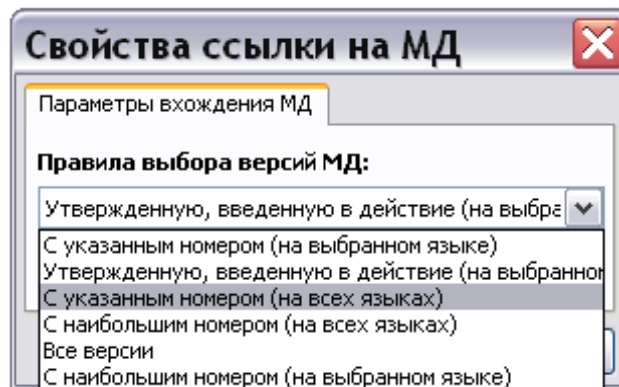 Свойства ссылки на МД
Параметры вхождения МД
Правила выбора версий МД:
Утвержденную, введенную в действие (на выбра
С указанным номером (на выбранном языке)
Утвержденную, введенную в действие (на выбранном
С указанным номером (на всех языках)
С наибольшим номером (на всех языках)
Все версии
С наибольшим номером (на выбранном языке)